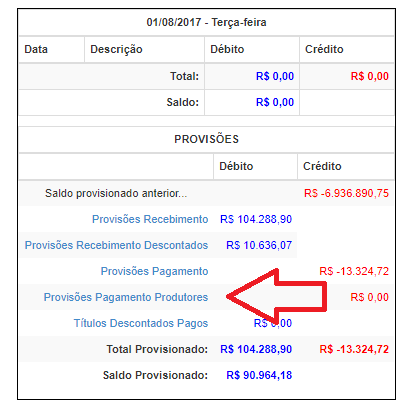 01/08/2017 - Terça-feira
Data Descrição Débito Crédito
Total: R$ 0,00 R$ 0,00
Saldo: R$ 0,00
PROVISÕES
Débito Crédito
Saldo provisionado anterior... R$ -6.936.890,75
Provisões Recebimento R$ 104.288,90
Provisões Recebimento Descontados R$ 10.636,07
Provisões Pagamento R$ -13.324,72
Provisões Pagamento Produtores R$ 0,00
Títulos Descontados Pagos R$ 0,00
Total Provisionado: R$ 104.288,90 R$ -13.324,72
Saldo Provisionado: R$ 90.964,18